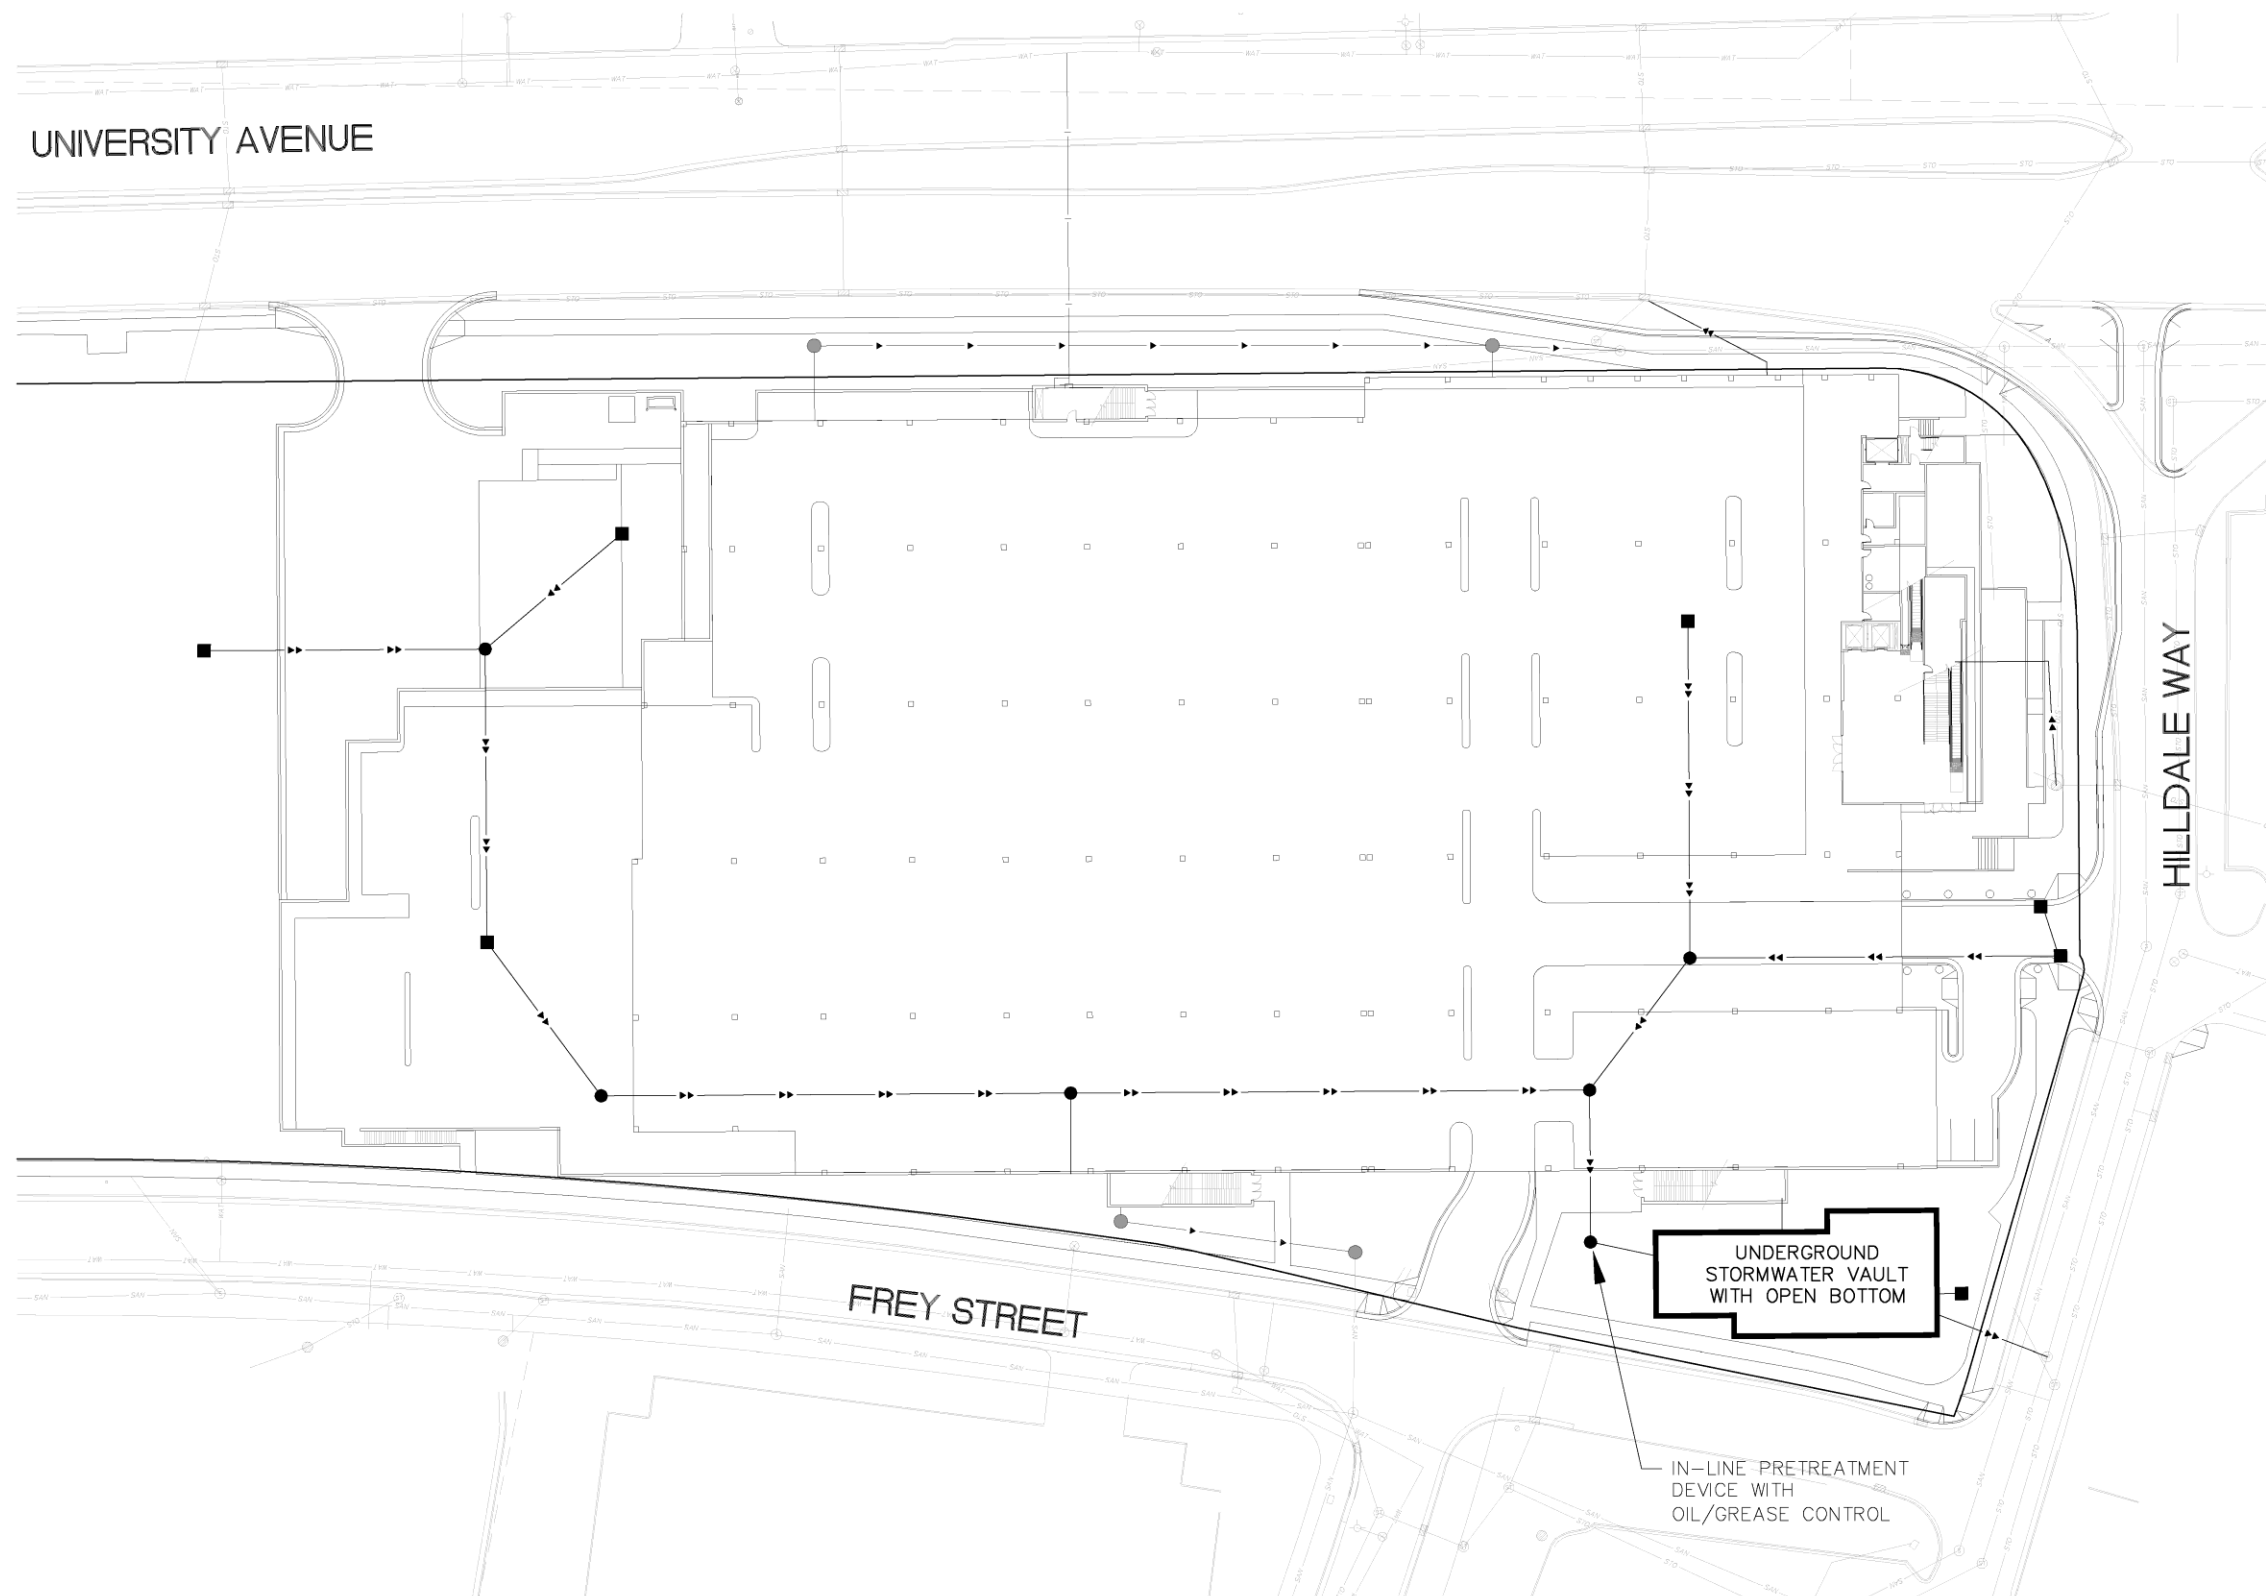 UNIVERSITY AVENUE
HILLDALE WAY
UNDERGROUND
STORMWATER VAULT
WITH OPEN BOTTOM
FREY STREET
IN-LINE PRETREATMENT
DEVICE WITH
OIL/GREASE CONTROL